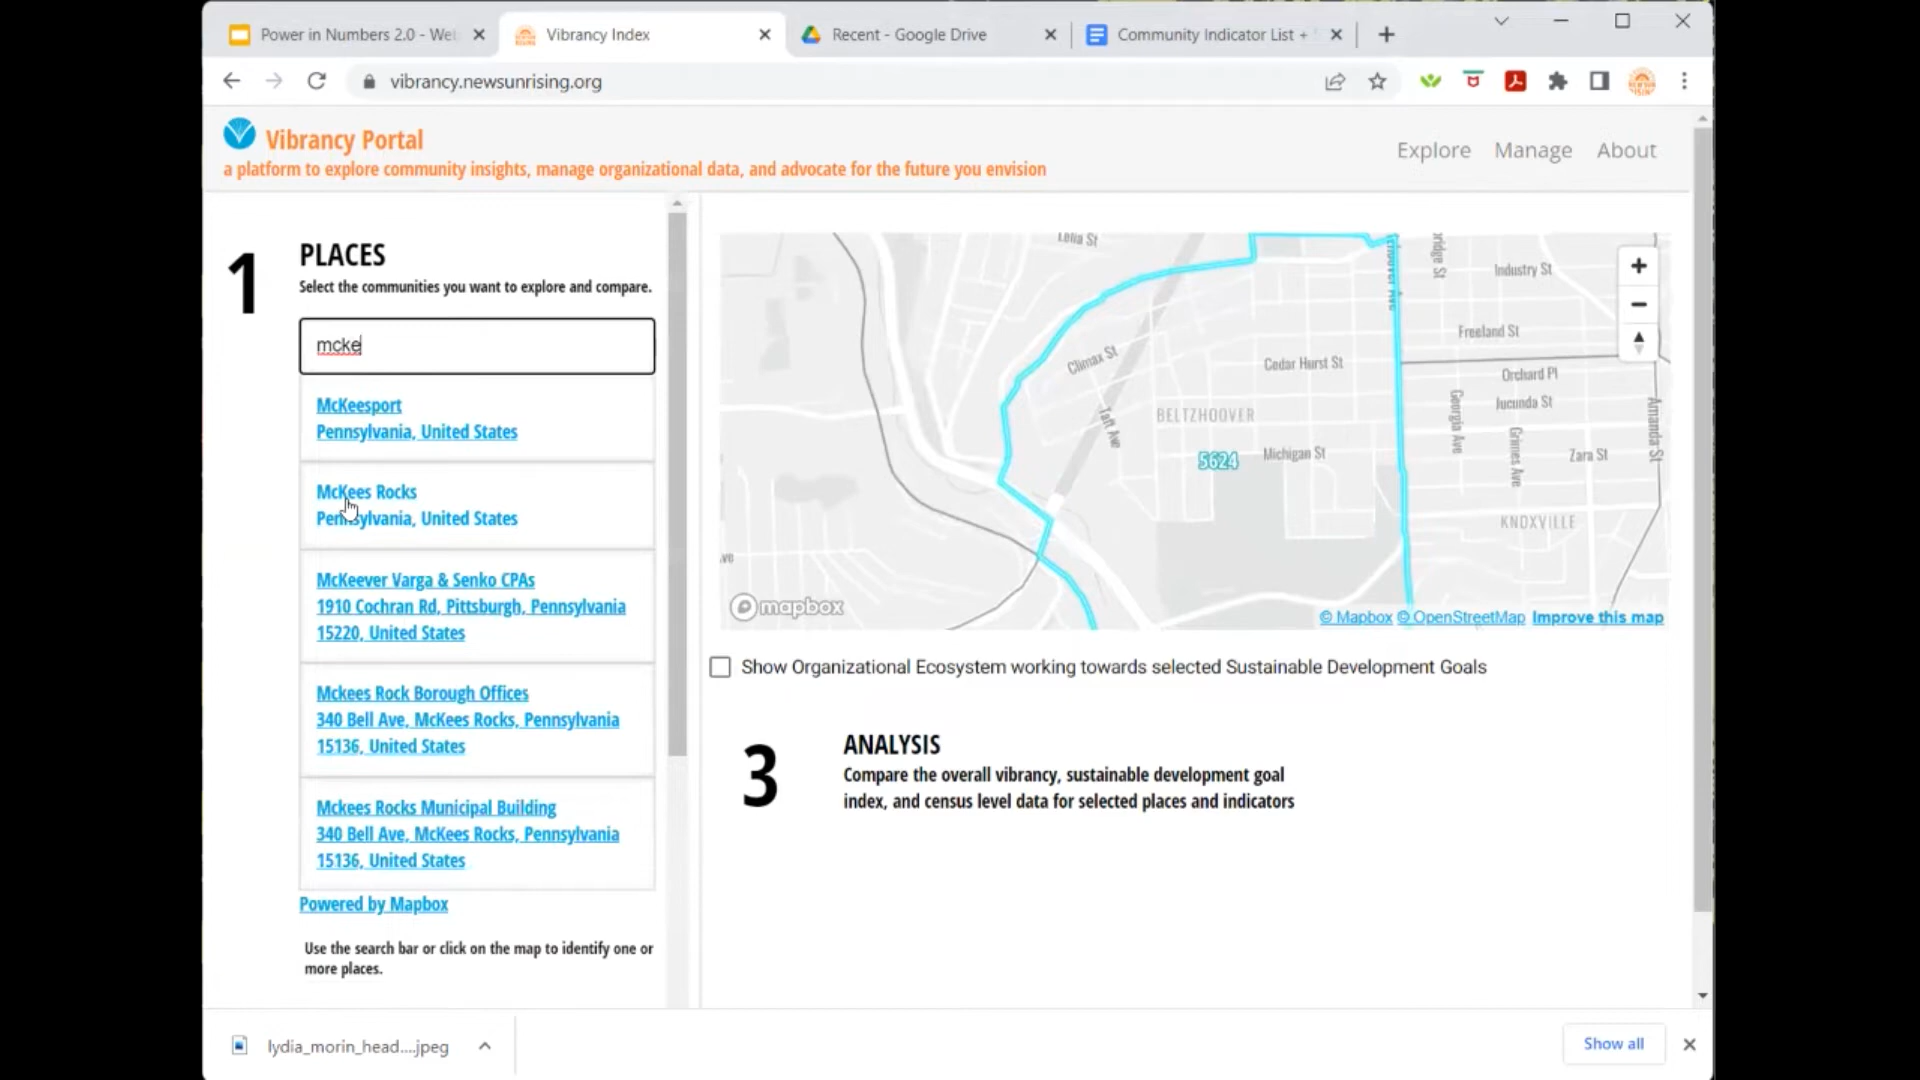 Power in Numbers 2.0 - Wel
Vibrancy Index
Recent - Google Drive
Community Indicator List +
vibrancy.newsunrising.org
Vibrancy Portal
a platform to explore community insights, manage organizational data, and advocate for the future you envision
Explore
Manage
About
1
PLACES
Select the communities you want to explore and compare.
mcke
McKeesport
Pennsylvania, United States
McKees Rocks
Pennsylvania, United States
McKeever Varga & Senko CPAs
1910 Cochran Rd, Pittsburgh, Pennsylvania
15220, United States
Mckees Rock Borough Offices
340 Bell Ave, McKees Rocks, Pennsylvania
15136, United States
Mckees Rocks Municipal Building
340 Bell Ave, McKees Rocks, Pennsylvania
15136, United States
Powered by Mapbox
Use the search bar or click on the map to identify one or
more places.
Lelia St
Industry St
Freeland St
Climax St
Cedar Hurst St
Orchard Pl
Jucunda St
Georgia Ave
Amanda St
Taft Ave
BELTZHOOVER
Michigan St
5624
Grimes Ave
Zara St
KNOXVILLE
mapbox
© Mapbox © OpenStreetMap Improve this map
Show Organizational Ecosystem working towards selected Sustainable Development Goals
3
ANALYSIS
Compare the overall vibrancy, sustainable development goal
index, and census level data for selected places and indicators
lydia_morin_head....jpeg
Show all